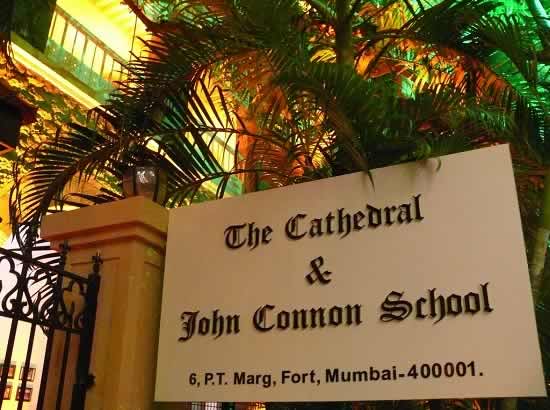 The Cathedral
&
John Connon School
6, P.T. Marg, Fort, Mumbai-400001.